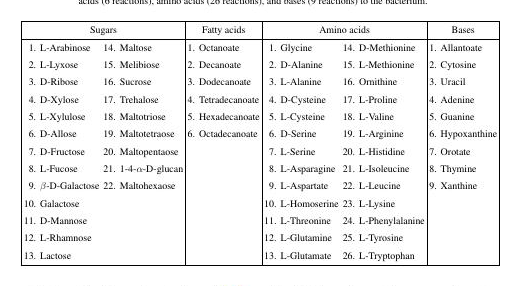 acids (6 reactions), amino acids (26 reactions), and bases (9 reactions) to the bacterium.
Sugars Fatty acids Amino acids Bases
1. L-Arabinose 14. Maltose 1. Octanoate 1. Glycine 14. D-Methionine 1. Allantoate
2. L-Lyxose 15. Melibiose 2. Decanoate 2. D-Alanine 15. L-Methionine 2. Cytosine
3. D-Ribose 16. Sucrose 3. Dodecanoate 3. L-Alanine 16. Ornithine 3. Uracil
4. D-Xylose 17. Trehalose 4. Tetradecanoate 4. D-Cysteine 17. L-Proline 4. Adenine
5. L-Xylulose 18. Maltotriose 5. Hexadecanoate 5. L-Cysteine 18. L-Valine 5. Guanine
6. D-Allose 19. Maltotetraose 6. Octadecanoate 6. D-Serine 19. L-Arginine 6. Hypoxanthine
7. D-Fructose 20. Maltopentaose 7. L-Serine 20. L-Histidine 7. Orotate
8. L-Fucose 21. 1-4-α-D-glucan 8. L-Asparagine 21. L-Isoleucine 8. Thymine
9. β-D-Galactose 22. Maltohexaose 9. L-Aspartate 22. L-Leucine 9. Xanthine
10. Galactose 10. L-Homoserine 23. L-Lysine
11. D-Mannose 11. L-Threonine 24. L-Phenylalanine
12. L-Rhamnose 12. L-Glutamine 25. L-Tyrosine
13. Lactose 13. L-Glutamate 26. L-Tryptophan